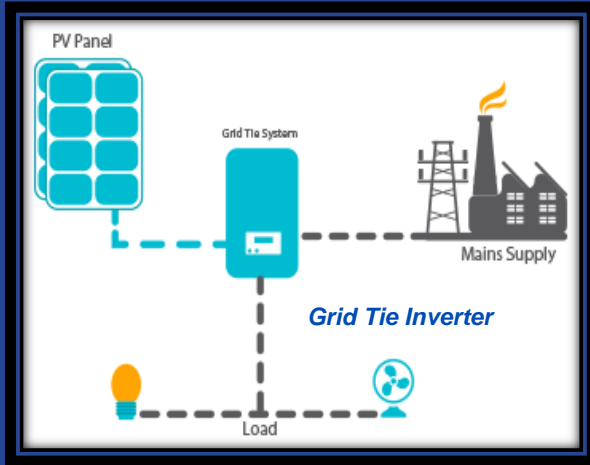 PV Panel
Grid Tie System
Mains Supply
Grid Tie Inverter
Load